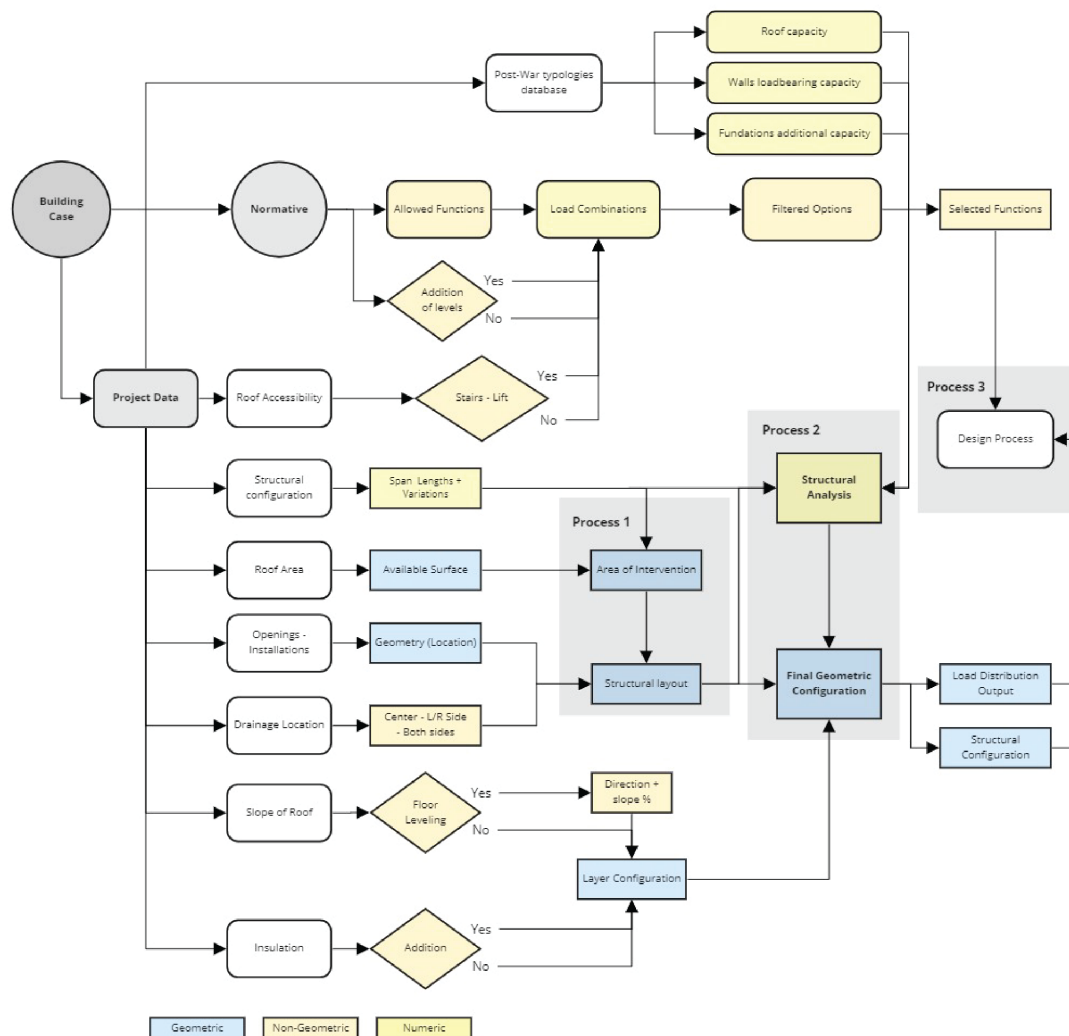 Roof capacity
Post-War typologies
database
Walls loadbearing capacity
Fundations additional capacity
Building
Case
Normative
Allowed Functions
Load Combinations
Filtered Options
Selected Functions
Addition
of levels
Yes
No
Project Data
Roof Accessibility
Stairs - Lift
Yes
No
Process 3
Design Process
Process 2
Structural
Analysis
Structural
configuration
Span Lengths +
Variations
Process 1
Roof Area
Available Surface
Area of Intervention
Openings -
Installations
Geometry (Location)
Structural layout
Final Geometric
Configuration
Load Distribution
Output
Drainage Location
Center - L/R Side
- Both sides
Structural
Configuration
Slope of Roof
Floor
Leveling
Yes
No
Direction +
slope %
Layer Configuration
Insulation
Addition
Yes
No
Geometric
Non-Geometric
Numeric